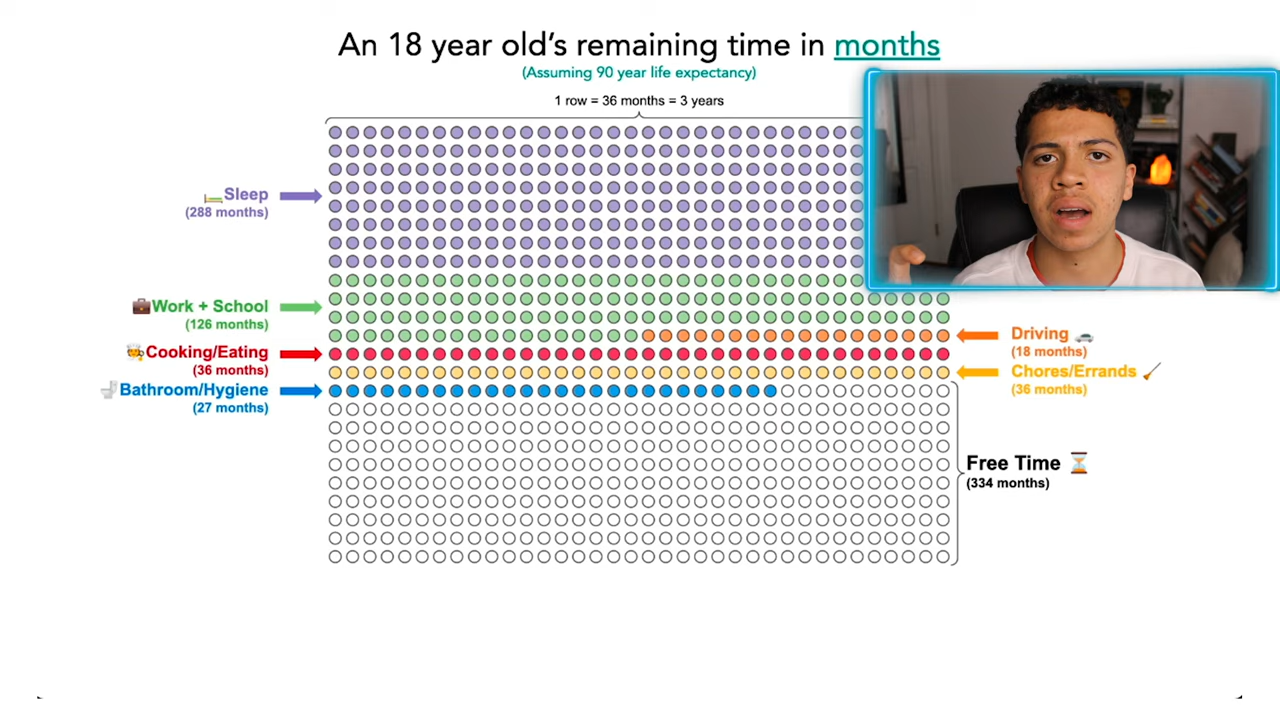 An 18 year old's remaining time in months
(Assuming 90 year life expectancy)
1 row = 36 months = 3 years
Sleep
(288 months)
Work + School
(126 months)
Driving
(18 months)
Cooking/Eating
(36 months)
Chores/Errands
(36 months)
Bathroom/Hygiene
(27 months)
Free Time
(334 months)